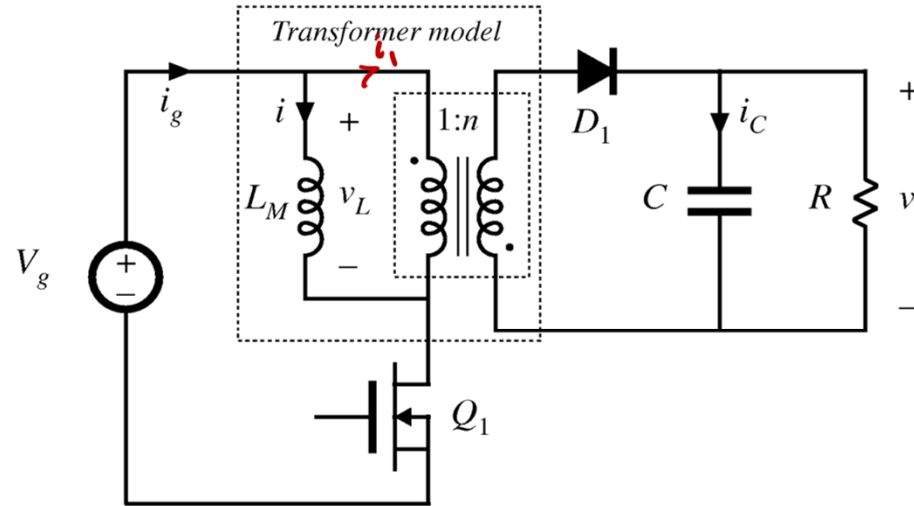 Transformer model
i₁
i_g
i
+
1:n
D₁
i_C
+
L_M
v_L
C
R
v
V_g
+
−
−
−
Q₁